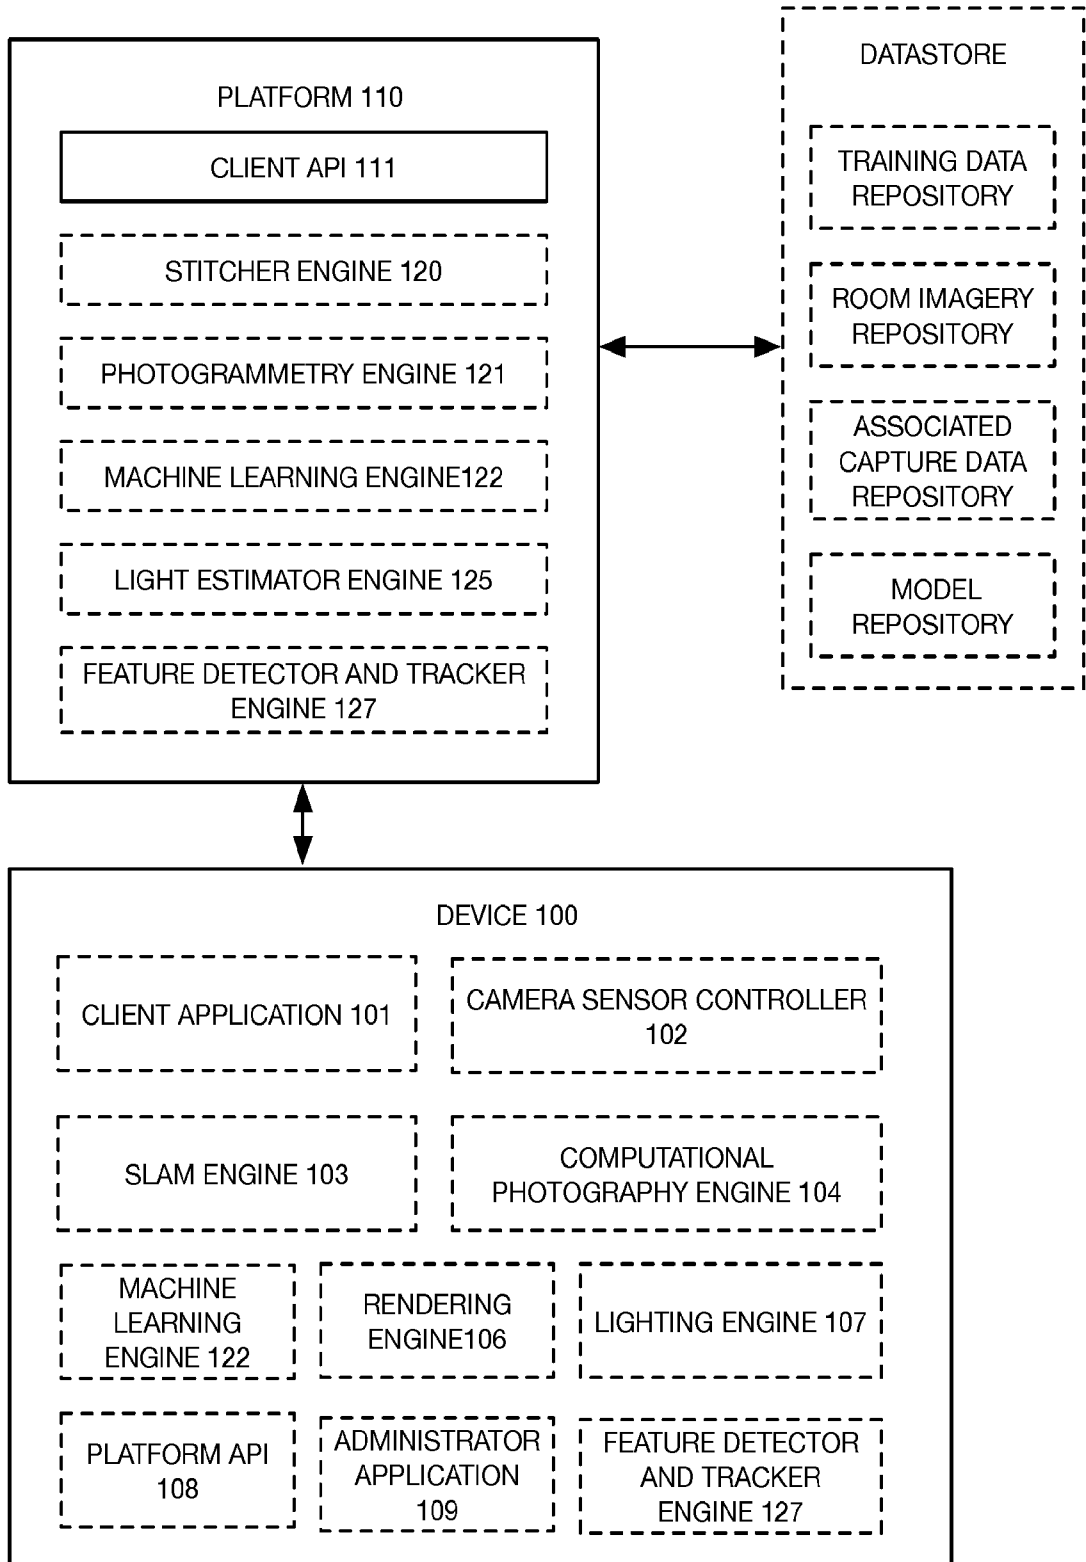 PLATFORM 110
CLIENT API 111
STITCHER ENGINE 120
PHOTOGRAMMETRY ENGINE 121
MACHINE LEARNING ENGINE122
LIGHT ESTIMATOR ENGINE 125
FEATURE DETECTOR AND TRACKER
ENGINE 127
DATASTORE
TRAINING DATA
REPOSITORY
ROOM IMAGERY
REPOSITORY
ASSOCIATED
CAPTURE DATA
REPOSITORY
MODEL
REPOSITORY
DEVICE 100
CLIENT APPLICATION 101
CAMERA SENSOR CONTROLLER
102
SLAM ENGINE 103
COMPUTATIONAL
PHOTOGRAPHY ENGINE 104
MACHINE
LEARNING
ENGINE 122
RENDERING
ENGINE106
LIGHTING ENGINE 107
PLATFORM API
108
ADMINISTRATOR
APPLICATION
109
FEATURE DETECTOR
AND TRACKER
ENGINE 127